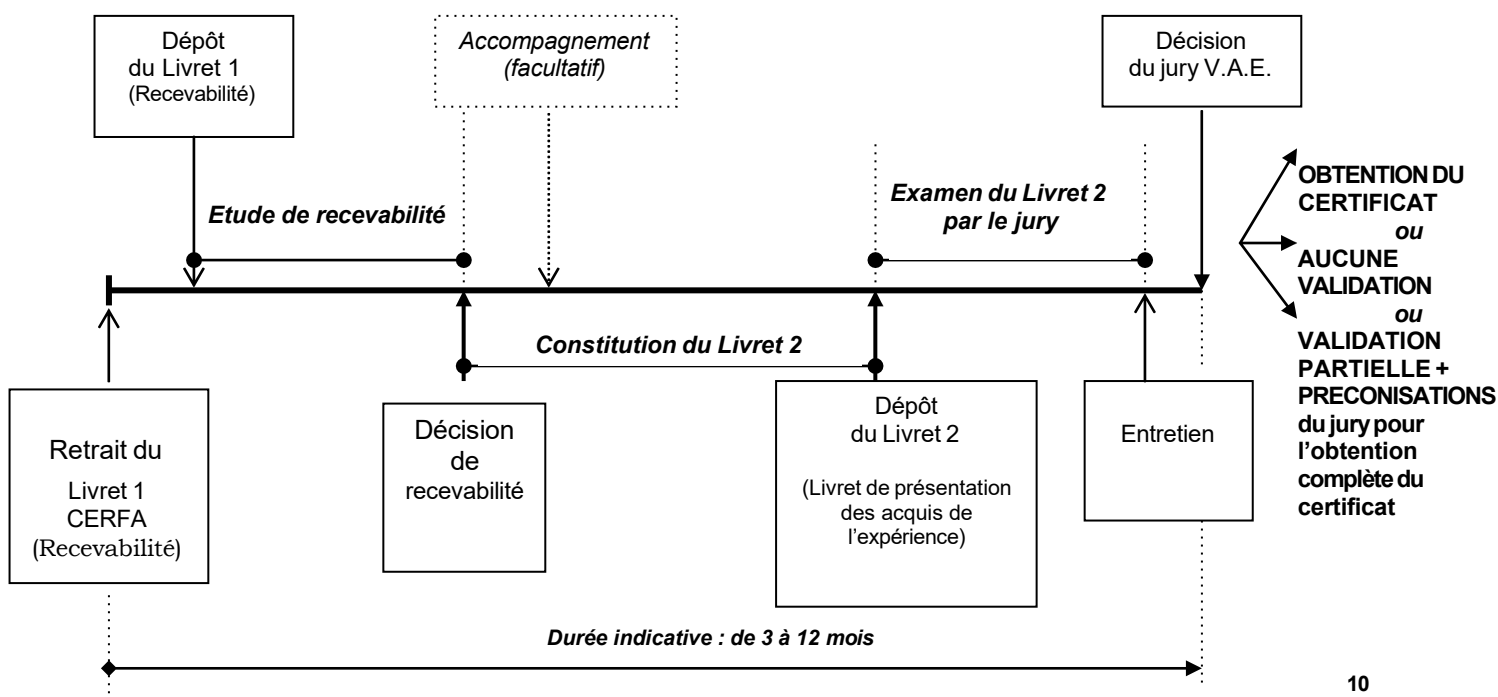 Dépôt
du Livret 1
(Recevabilité)
Accompagnement
(facultatif)
Décision
du jury V.A.E.
Etude de recevabilité
Examen du Livret 2
par le jury
OBTENTION DU
CERTIFICAT
ou
AUCUNE
VALIDATION
ou
VALIDATION
PARTIELLE +
PRECONISATIONS
du jury pour
l’obtention
complète du
certificat
Constitution du Livret 2
Retrait du
Livret 1
CERFA
(Recevabilité)
Décision
de
recevabilité
Dépôt
du Livret 2
(Livret de présentation
des acquis de
l’expérience)
Entretien
Durée indicative : de 3 à 12 mois
10